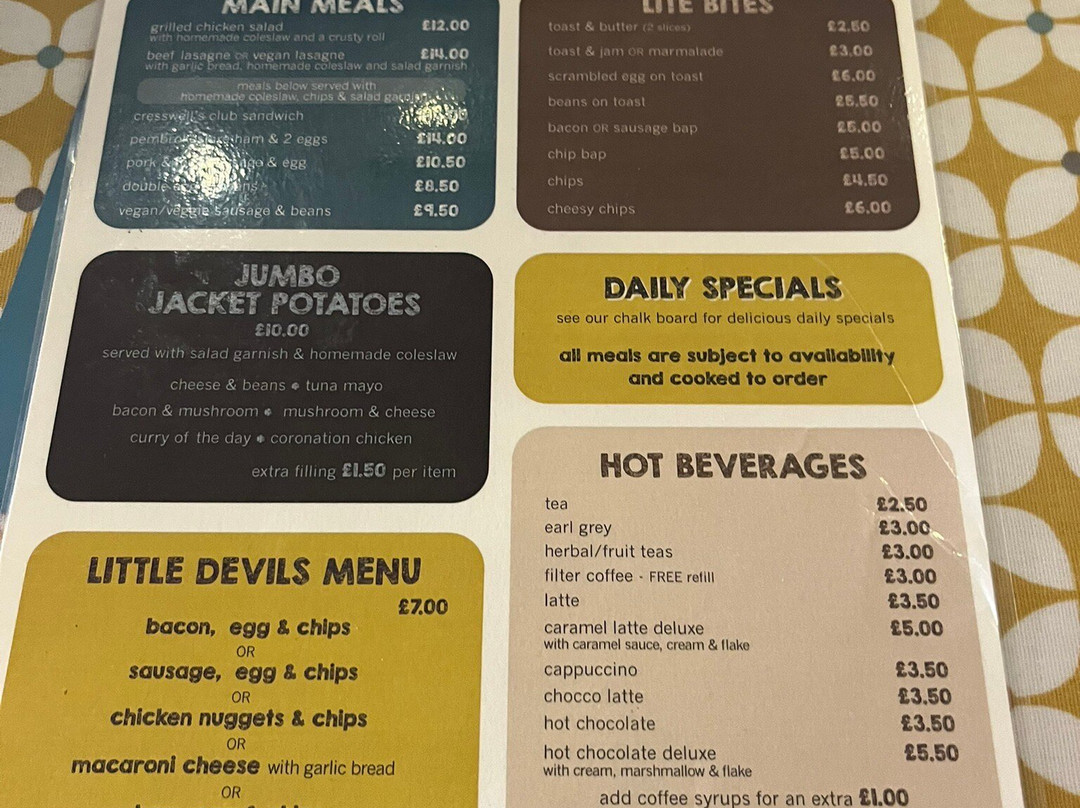 MAIN MEALS
grilled chicken salad £12.00
with homemade coleslaw and a crusty roll
beef lasagne OR vegan lasagne £14.00
with garlic bread, homemade coleslaw and salad garnish
meals below served with
homemade coleslaw, chips & salad
cresswell's club sandwich
ham & 2 eggs £14.00
pork & & egg £10.50
double £8.50
vegan/veggie sausage & beans £9.50
JUMBO
JACKET POTATOES
£10.00
served with salad garnish & homemade coleslaw
cheese & beans • tuna mayo
bacon & mushroom • mushroom & cheese
curry of the day • coronation chicken
extra filling £1.50 per item
LITTLE DEVILS MENU
£7.00
bacon, egg & chips
OR
sausage, egg & chips
OR
chicken nuggets & chips
OR
macaroni cheese with garlic bread
OR
LITE BITES
toast & butter (2 slices) £2.50
toast & jam OR marmalade £3.00
scrambled egg on toast £6.00
beans on toast £5.50
bacon OR sausage bap £5.00
chip bap £5.00
chips £4.50
cheesy chips £6.00
DAILY SPECIALS
see our chalk board for delicious daily specials
all meals are subject to availability
and cooked to order
HOT BEVERAGES
tea £2.50
earl grey £3.00
herbal/fruit teas £3.00
filter coffee - FREE refill £3.00
latte £3.50
caramel latte deluxe £5.00
with caramel sauce, cream & flake
cappuccino £3.50
chocco latte £3.50
hot chocolate £3.50
hot chocolate deluxe £5.50
with cream, marshmallow & flake
add coffee syrups for an extra £1.00